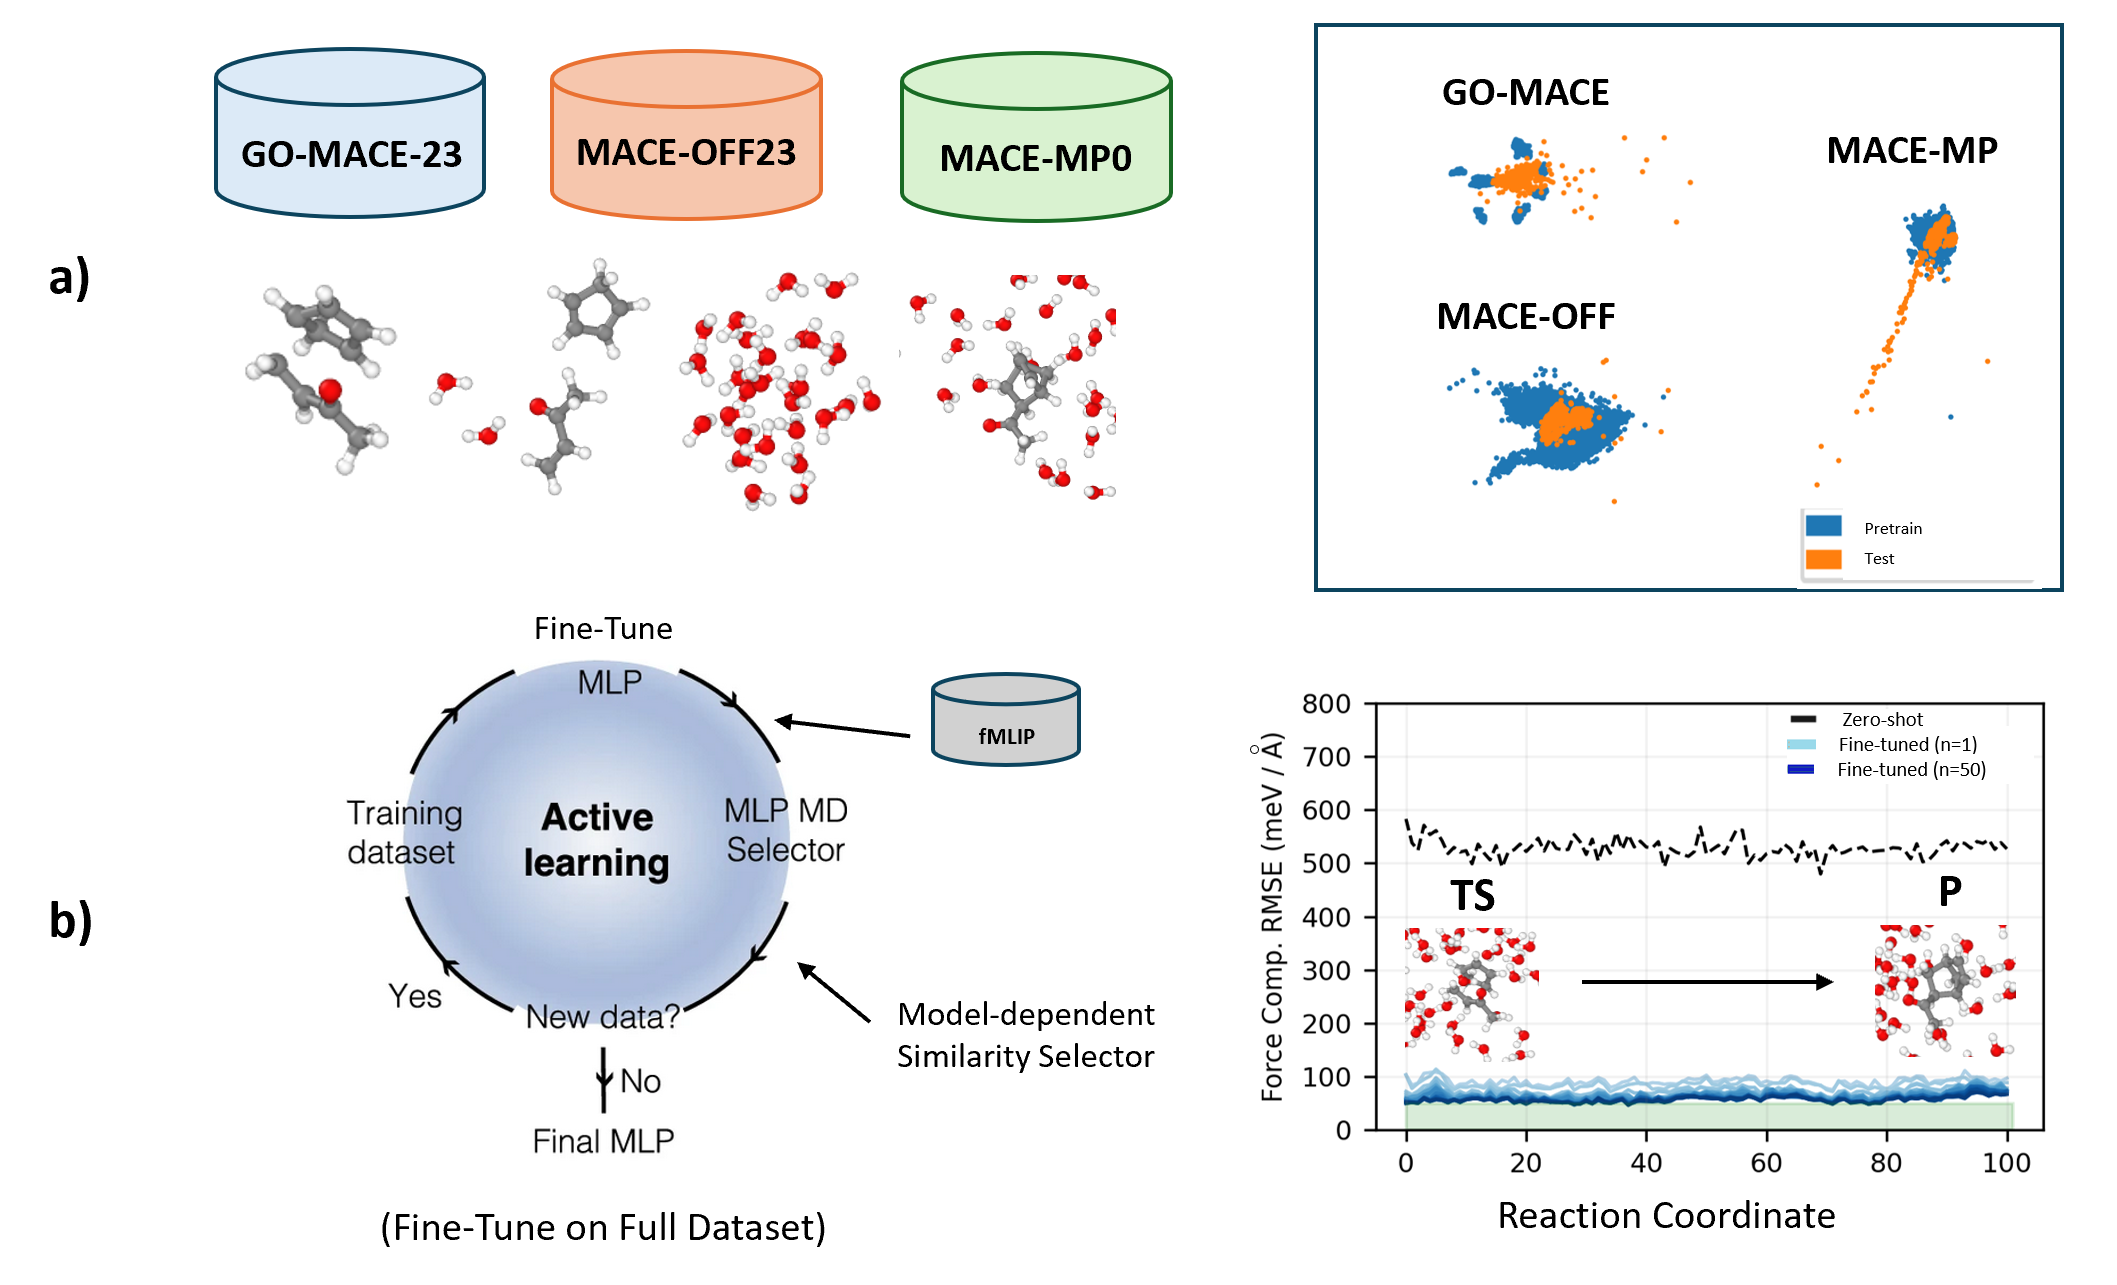 GO-MACE-23
MACE-OFF23
MACE-MP0
a)
GO-MACE
MACE-MP
MACE-OFF
Pretrain
Test
b)
Fine-Tune
MLP
fMLIP
Training
dataset
Active
learning
MLP MD
Selector
Yes
New data?
Model-dependent
Similarity Selector
No
Final MLP
(Fine-Tune on Full Dataset)
Force Comp. RMSE (meV / Å)
800
700
600
500
400
300
200
100
0
Zero-shot
Fine-tuned (n=1)
Fine-tuned (n=50)
TS
P
0 20 40 60 80 100
Reaction Coordinate